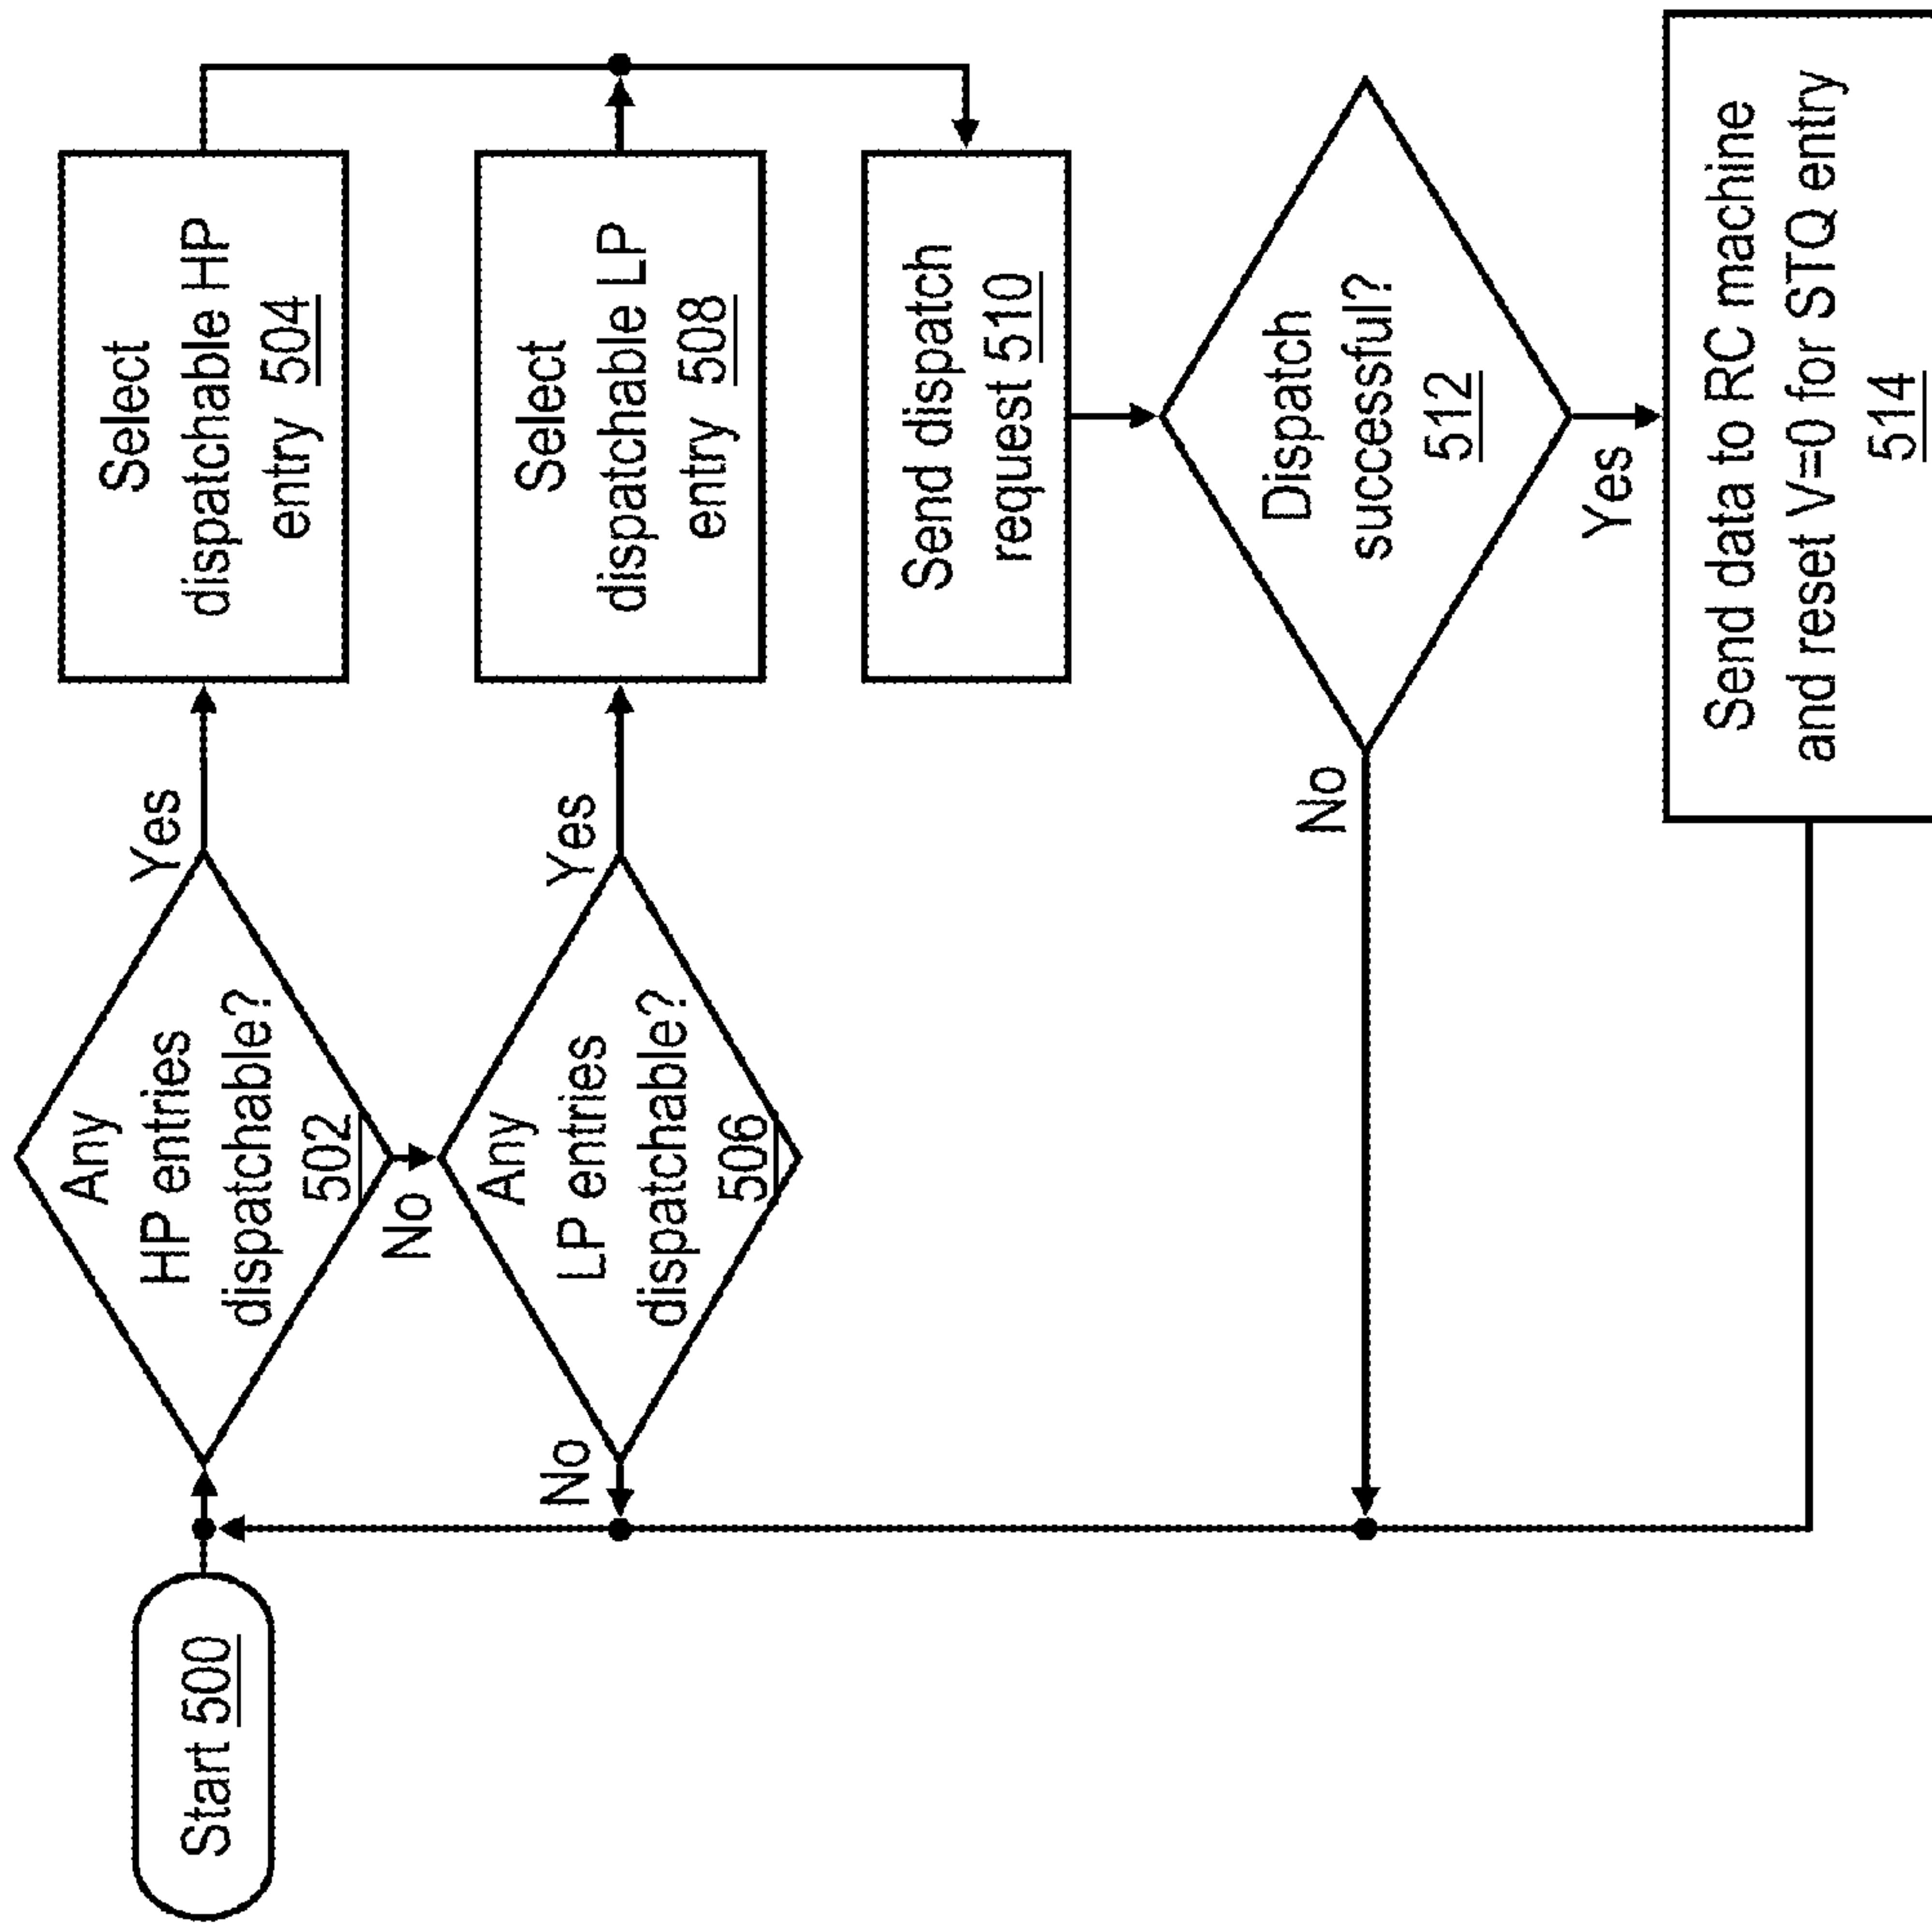 Start 500
Any
HP entries
dispatchable?
502
Yes
No
Select
dispatchable HP
entry 504
Any
LP entries
dispatchable?
506
Yes
No
Select
dispatchable LP
entry 508
Send dispatch
request 510
Dispatch
successful?
512
No
Yes
Send data to RC machine
and reset V=0 for STQ entry
514